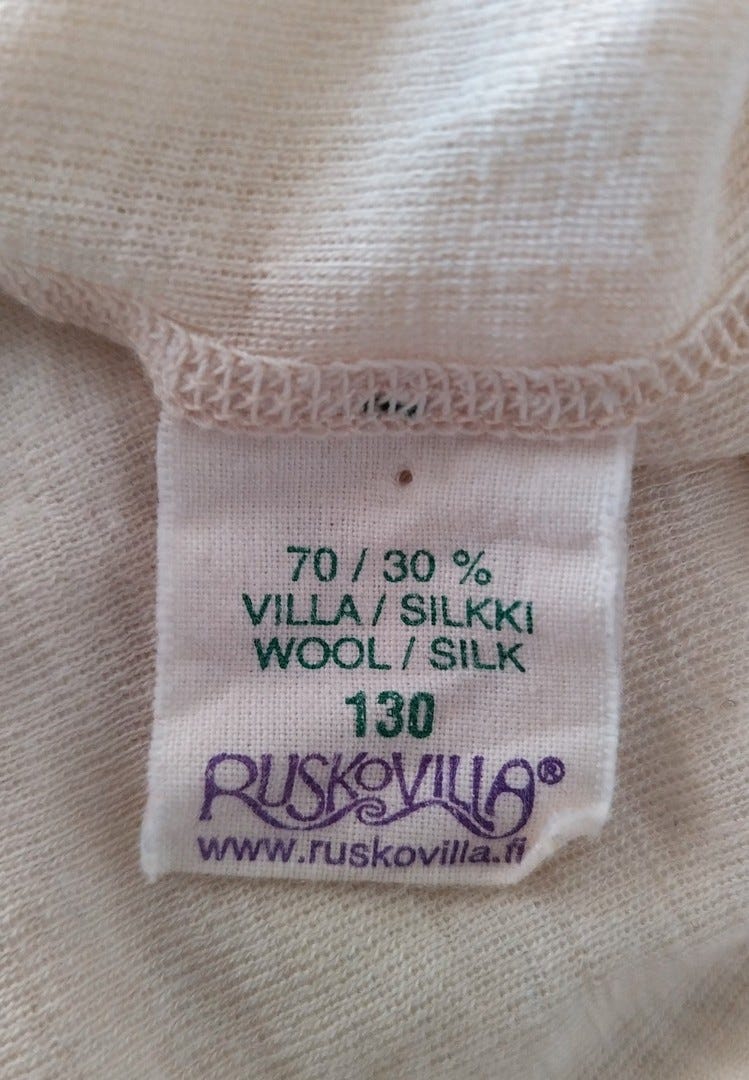 70 / 30 %
VILLA / SILKKI
WOOL / SILK
130
RUSKOVILLA®
www.ruskovilla.fi